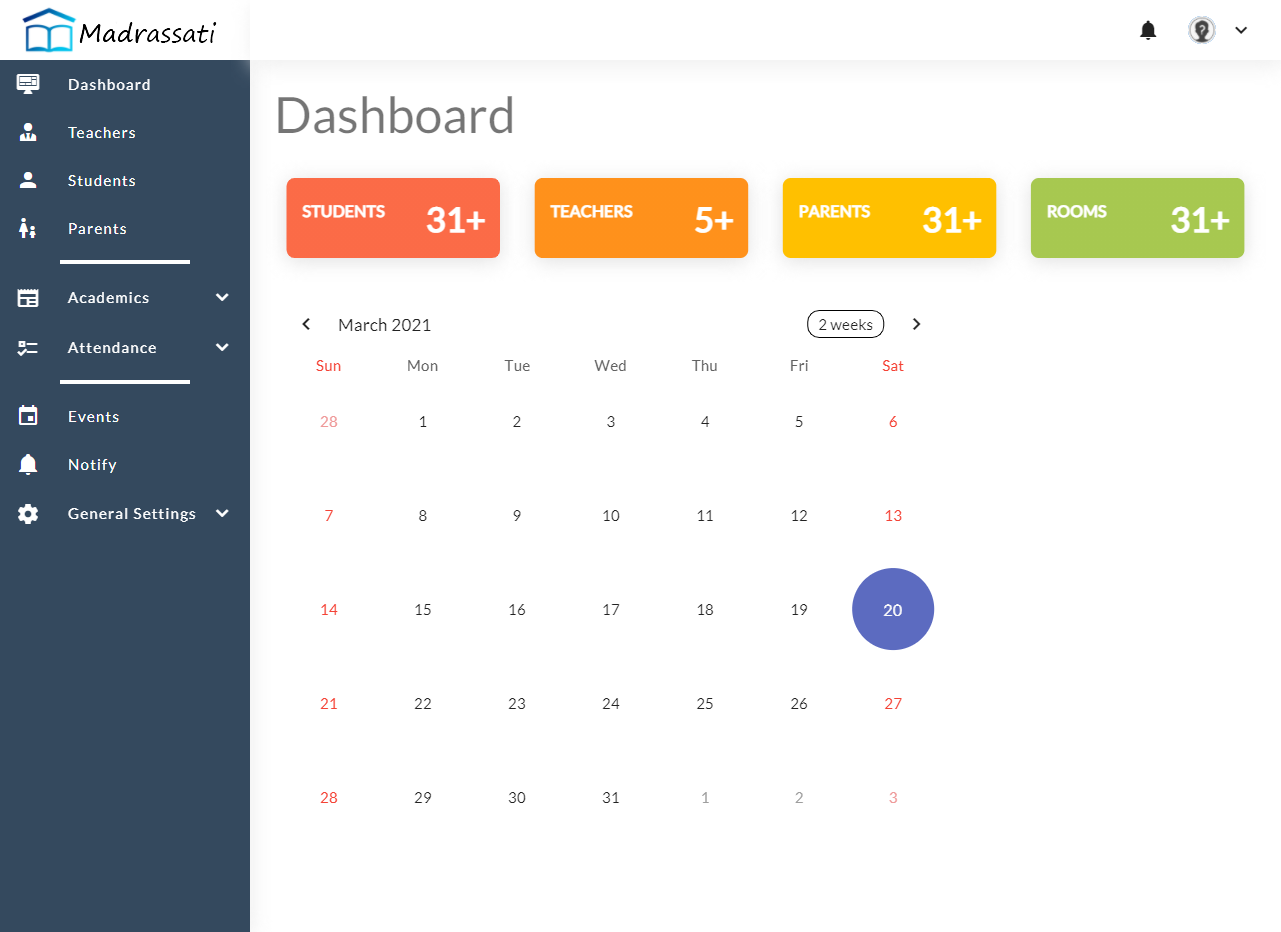 Madrassati
Dashboard
Teachers
Students
Parents
Academics
Attendance
Events
Notify
General Settings
Dashboard
STUDENTS 31+
TEACHERS 5+
PARENTS 31+
ROOMS 31+
March 2021 2 weeks
Sun Mon Tue Wed Thu Fri Sat
28 1 2 3 4 5 6
7 8 9 10 11 12 13
14 15 16 17 18 19 20
21 22 23 24 25 26 27
28 29 30 31 1 2 3